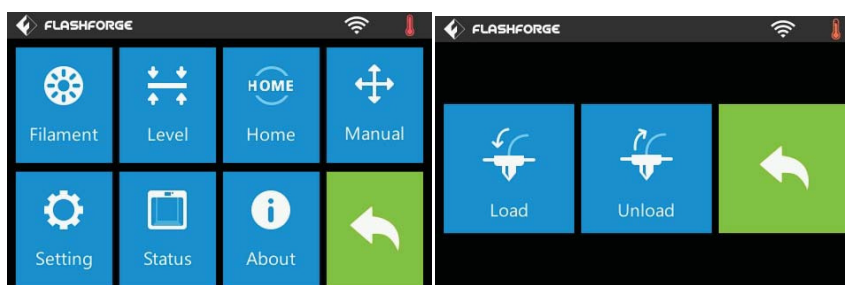 FLASHFORGE
Filament
Level
Home
HOME
Manual
Setting
Status
About
FLASHFORGE
Load
Unload